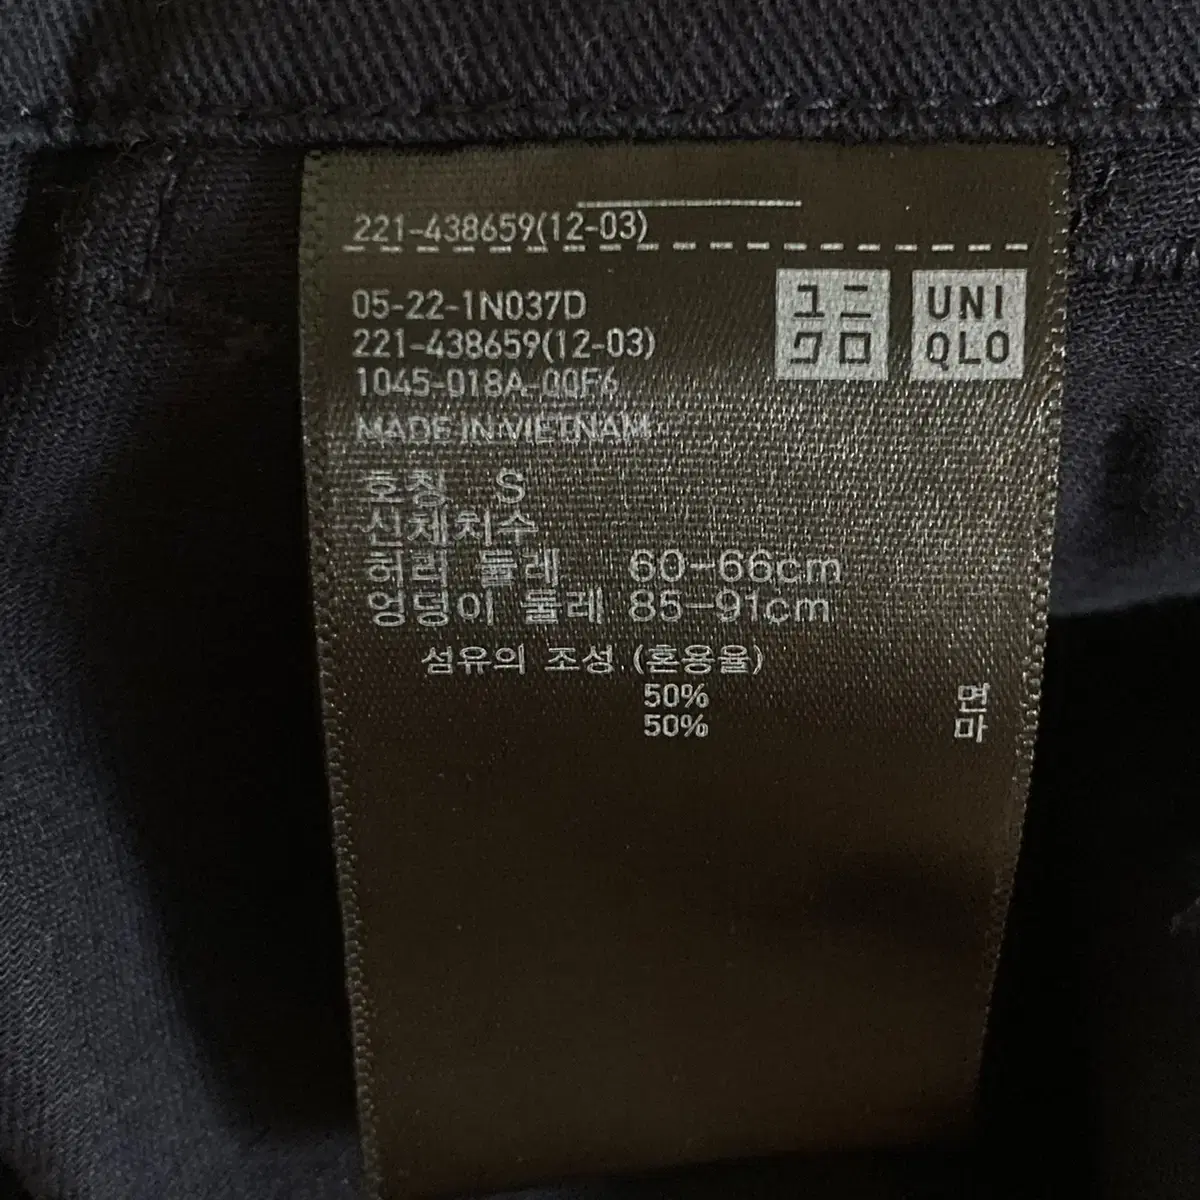 221-438659(12-03)
05-22-1N037D
221-438659(12-03)
1045-018A-00F6
MADE IN VIETNAM
ユニ
クロ
UNI
QLO
호칭 S
신체치수
허리 둘레 60-66cm
엉덩이 둘레 85-91cm
섬유의 조성 (혼용율)
50% 면
50% 마